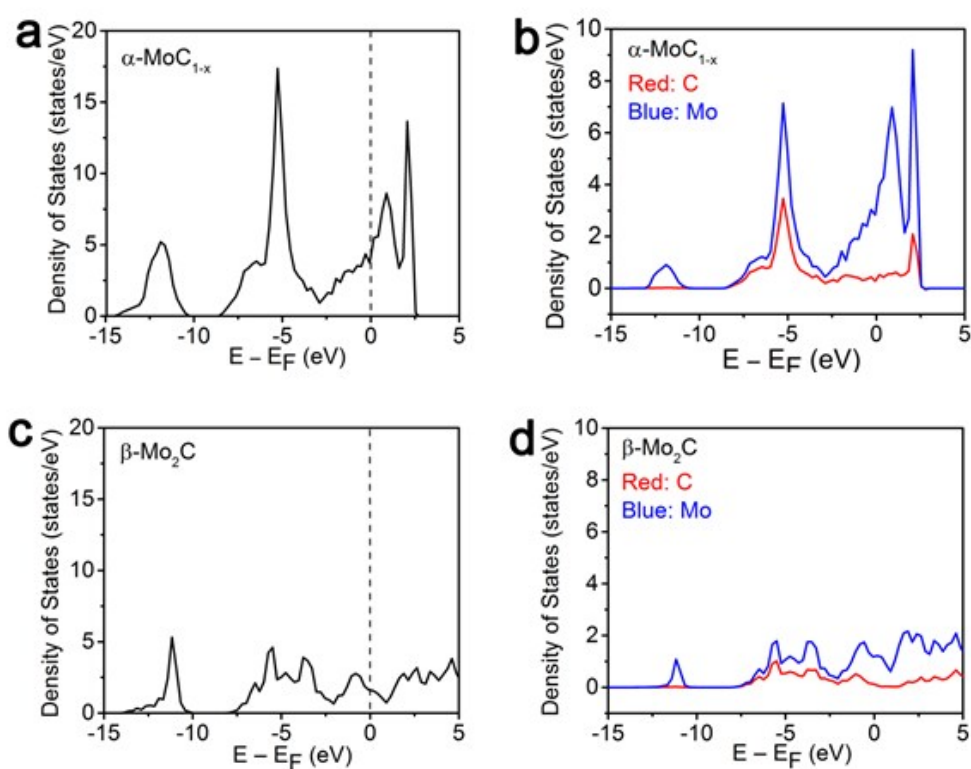 a
α-MoC₁₋ₓ
Density of States (states/eV)
20
15
10
5
0
-15 -10 -5 0 5
E – E_F (eV)
b
α-MoC₁₋ₓ
Red: C
Blue: Mo
Density of States (states/eV)
10
8
6
4
2
0
-15 -10 -5 0 5
E – E_F (eV)
c
β-Mo₂C
Density of States (states/eV)
20
15
10
5
0
-15 -10 -5 0 5
E – E_F (eV)
d
β-Mo₂C
Red: C
Blue: Mo
Density of States (states/eV)
10
8
6
4
2
0
-15 -10 -5 0 5
E – E_F (eV)